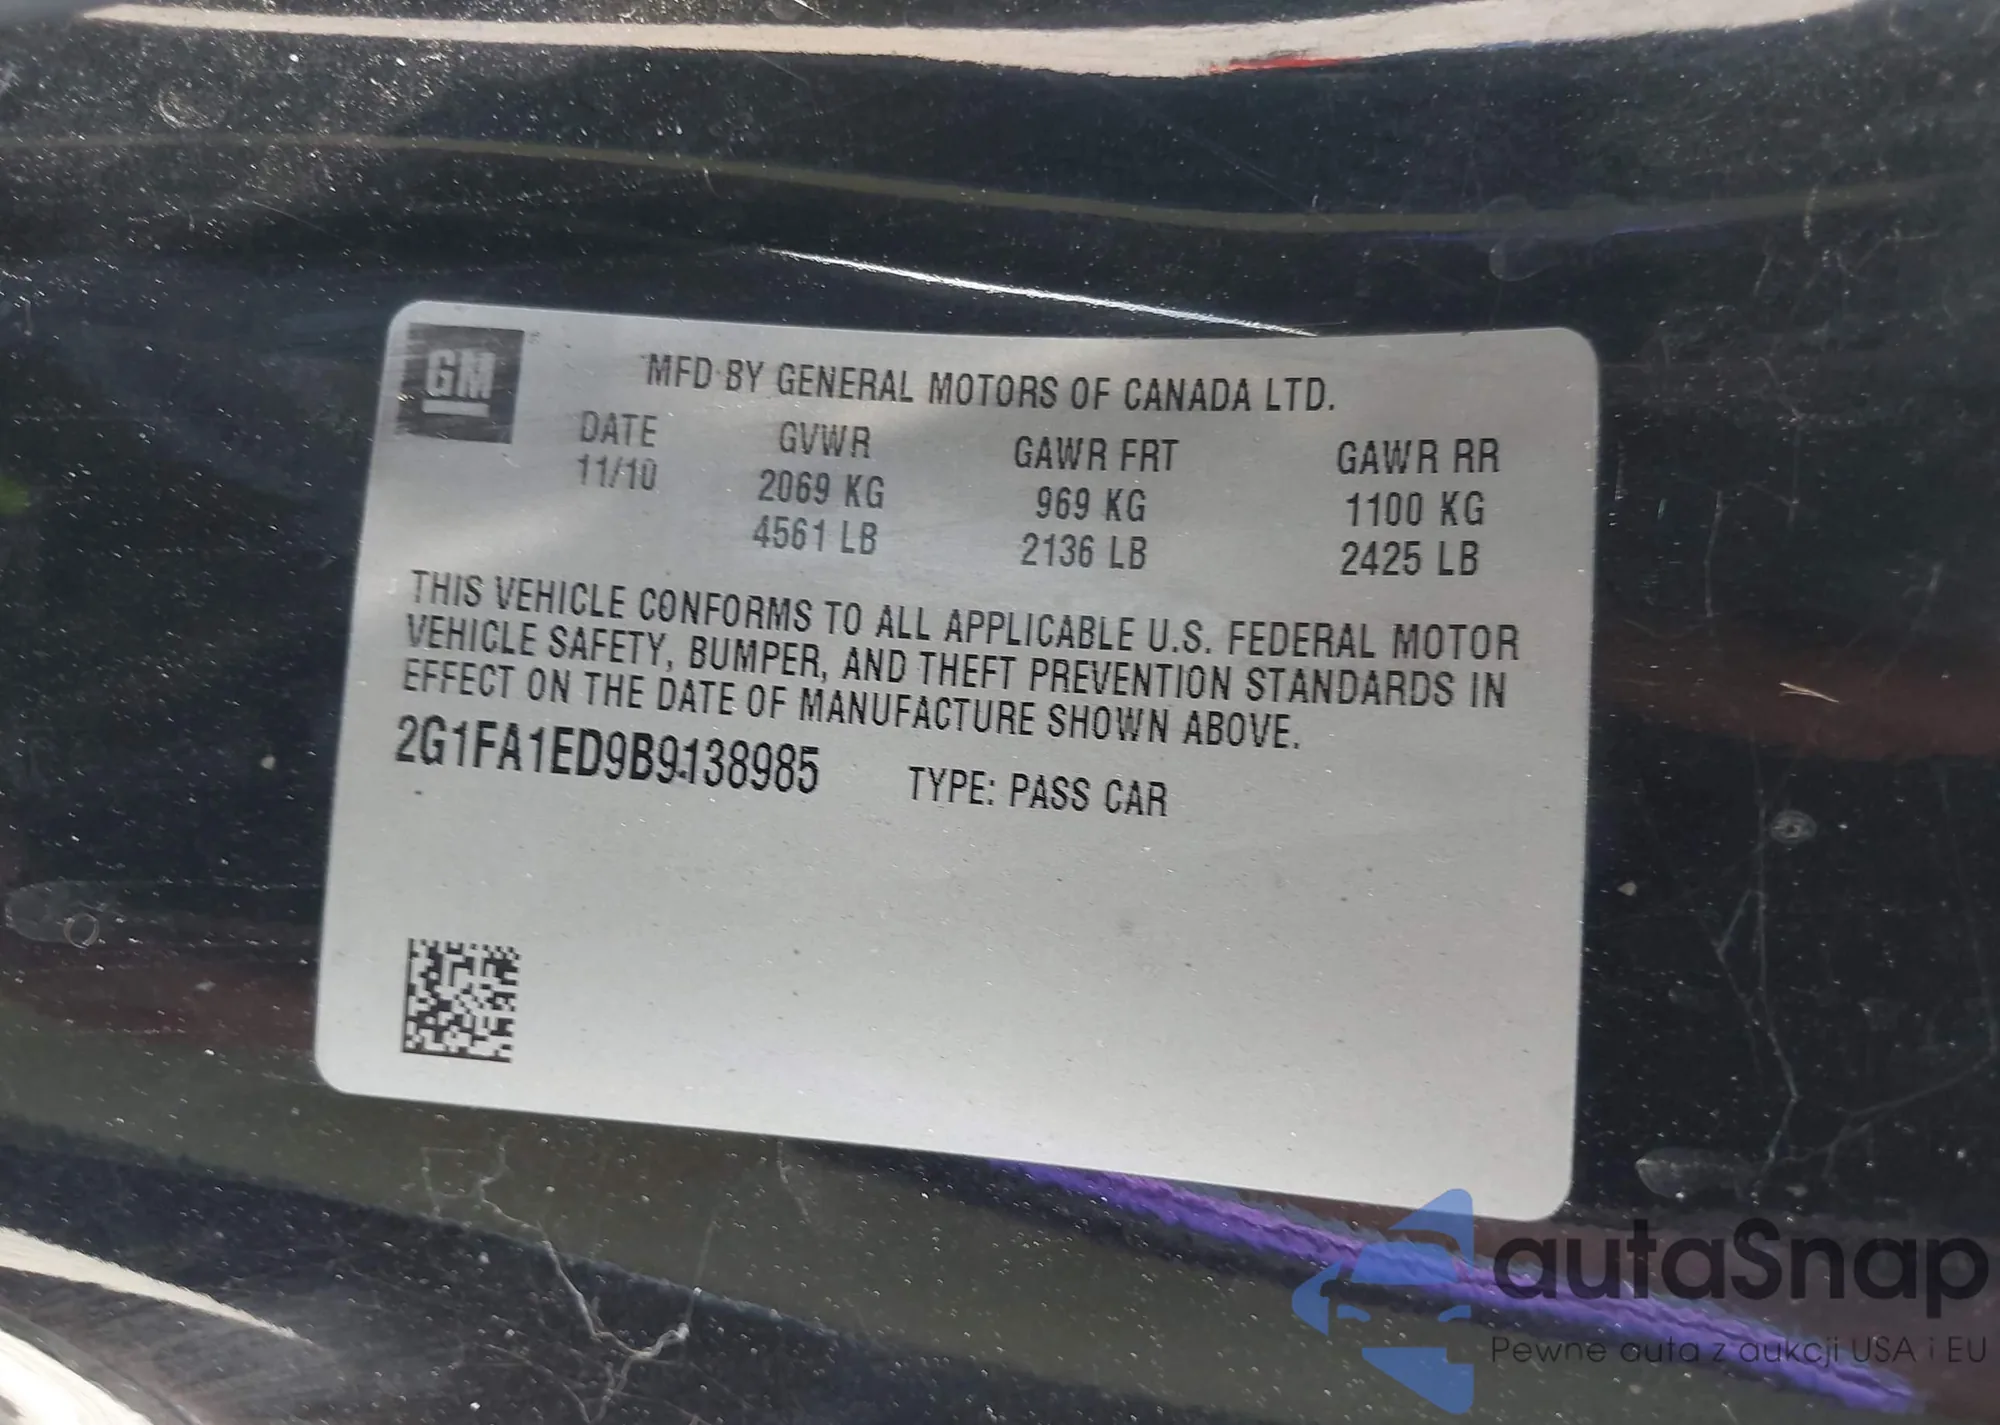 GM
MFD BY GENERAL MOTORS OF CANADA LTD.
DATE GVWR GAWR FRT GAWR RR
11/10 2069 KG 969 KG 1100 KG
4561 LB 2136 LB 2425 LB
THIS VEHICLE CONFORMS TO ALL APPLICABLE U.S. FEDERAL MOTOR
VEHICLE SAFETY, BUMPER, AND THEFT PREVENTION STANDARDS IN
EFFECT ON THE DATE OF MANUFACTURE SHOWN ABOVE.
2G1FA1ED9B9138985 TYPE: PASS CAR
autaSnap
Pewne auta z aukcji USA i EU